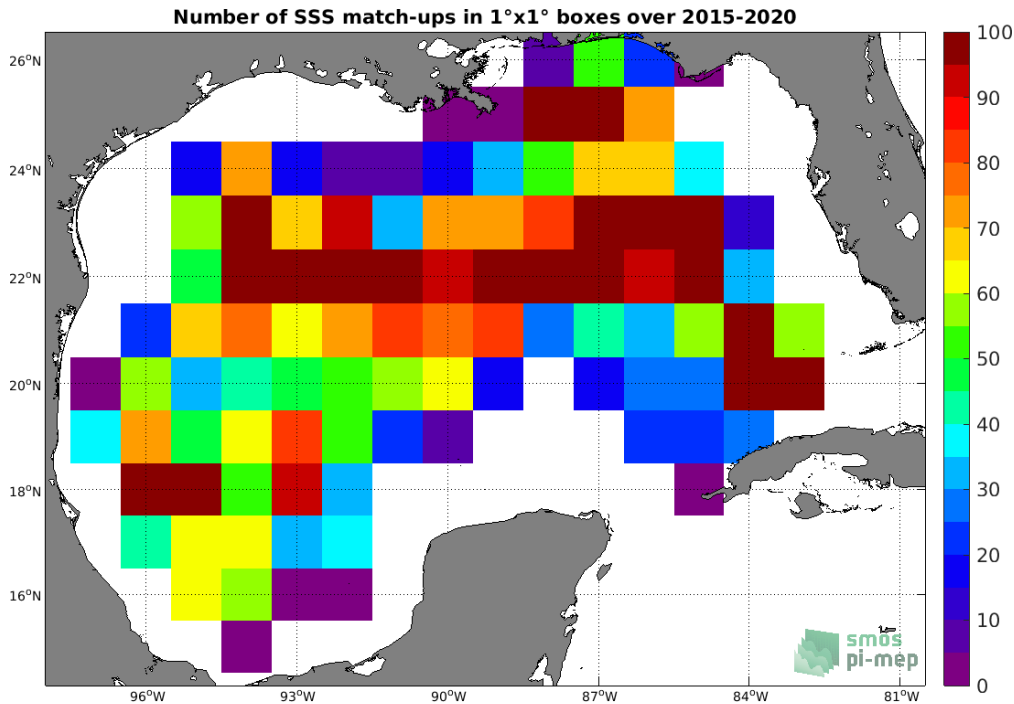 Number of SSS match-ups in 1°x1° boxes over 2015-2020
26°N
24°N
22°N
20°N
18°N
16°N
96°W
93°W
90°W
87°W
84°W
81°W
100
90
80
70
60
50
40
30
20
10
0
smos
pi-mep